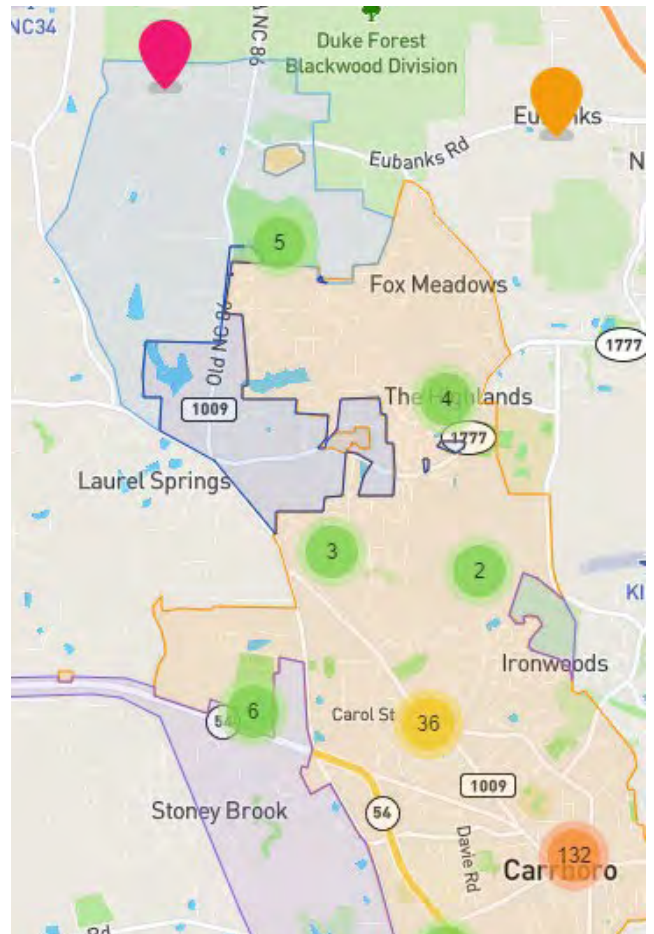 NC34
NC 86
Duke Forest
Blackwood Division
Eubanks
Eubanks Rd
N
5
Fox Meadows
Old NC 86
1777
The Highlands
4
1009
1777
Laurel Springs
3
2
KI
Ironwoods
6
54
Carol St
36
1009
Stoney Brook
54
Davie Rd
132
Carrboro
Rd